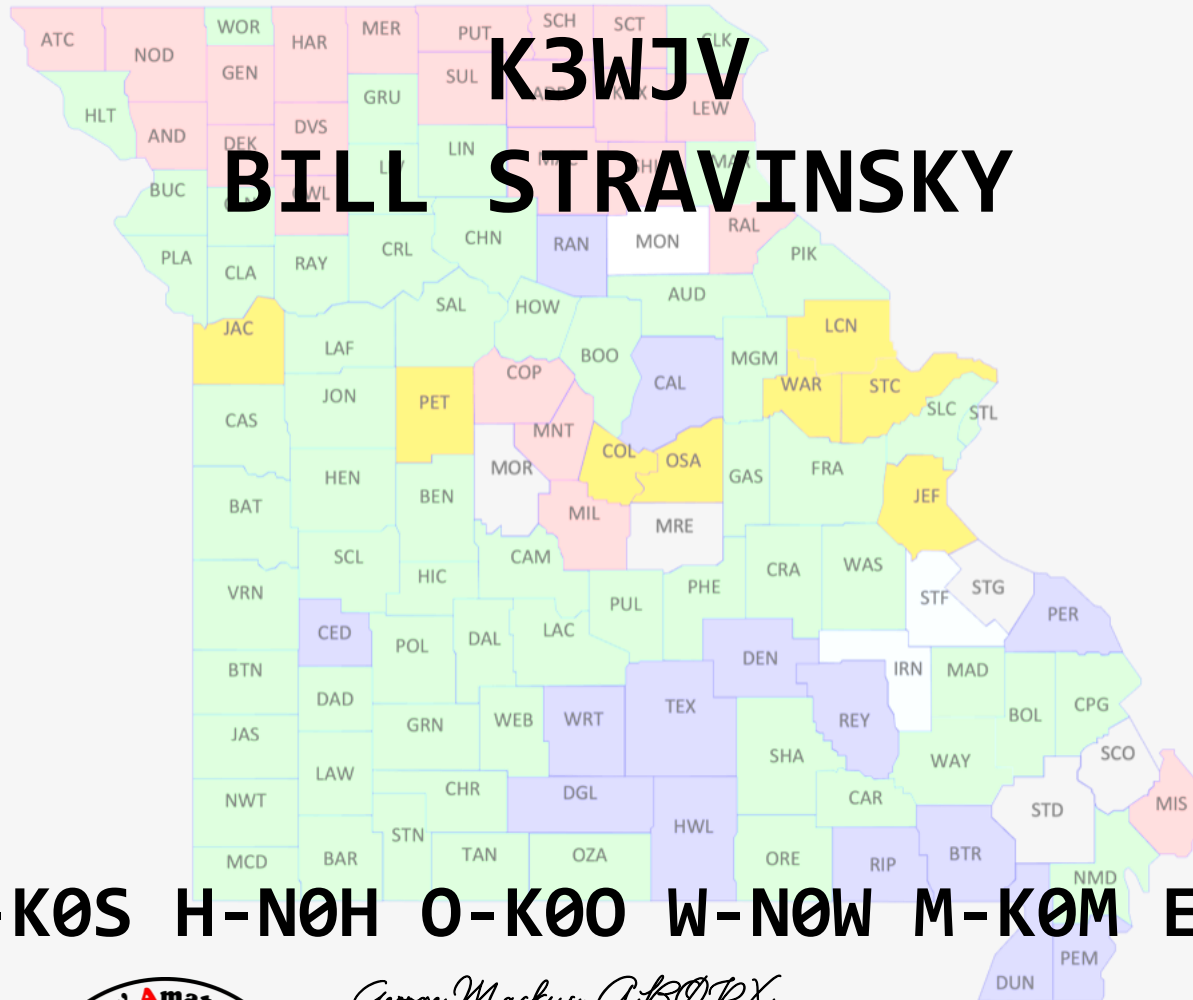 WOR SCH SCT
ATC NOD HAR MER PUT CLK
K3WJV
GEN SUL
GRU LEW
HLT AND DVS DEK LIN
BILL STRAVINSKY
BUC
RAL
PLA CLA RAY CRL CHN RAN MON PIK
AUD
SAL HOW
JAC LCN
LAF BOO MGM
COP CAL WAR STC
JON PET SLC STL
CAS MNT
COL OSA
MOR FRA
HEN BEN GAS JEF
BAT MIL MRE
SCL CAM CRA WAS
HIC PHE STG
VRN PUL STF PER
CED LAC
POL DAL DEN
BTN IRN MAD
DAD TEX CPG
GRN WEB WRT REY BOL
JAS
SHA WAY SCO
LAW
NWT CHR DGL CAR MIS
STD
STN HWL
MCD BAR TAN OZA ORE RIP BTR
NMD
-K0S H-N0H O-K0O W-N0W M-K0M E
PEM
DUN
Amas
George Mackus